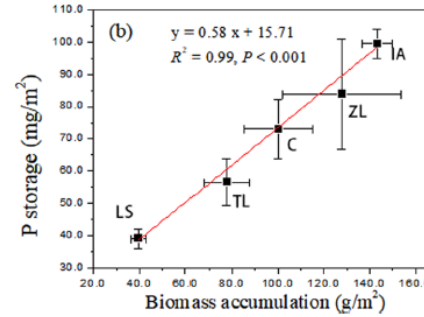 (b)
y = 0.58 x + 15.71
R² = 0.99, P < 0.001
IA
ZL
C
TL
LS
P storage (mg/m²)
110.0
100.0
90.0
80.0
70.0
60.0
50.0
40.0
30.0
20.0 40.0 60.0 80.0 100.0 120.0 140.0 160.0
Biomass accumulation (g/m²)